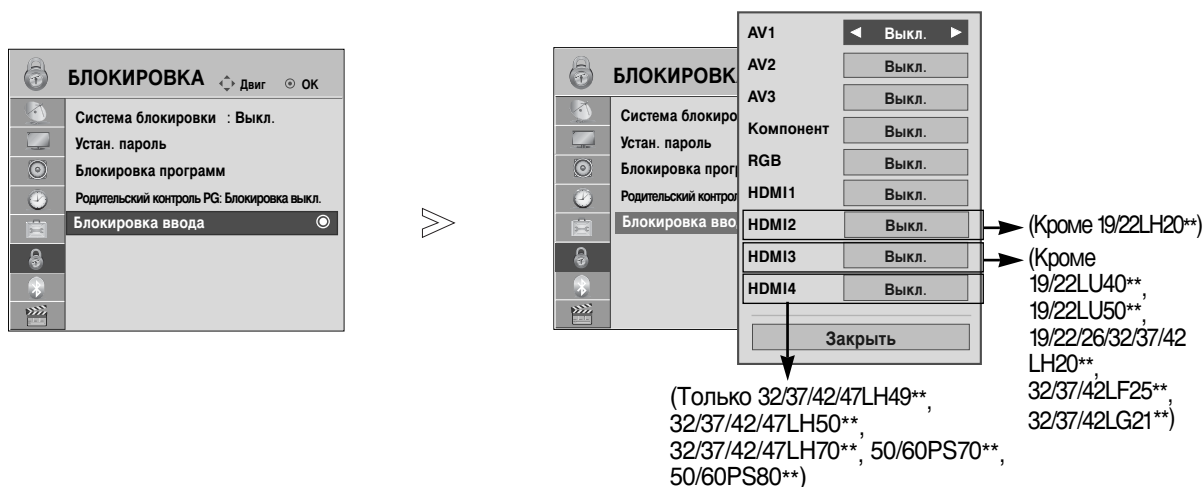 БЛОКИРОВКА Двиг OK
Система блокировки : Выкл.
Устан. пароль
Блокировка программ
Родительский контроль PG: Блокировка выкл.
Блокировка ввода
БЛОКИРОВК
Система блокиро
Устан. пароль
Блокировка прогр
Родительский контрол
Блокировка вво
AV1 ◄ Выкл. ►
AV2 Выкл.
AV3 Выкл.
Компонент Выкл.
RGB Выкл.
HDMI1 Выкл.
HDMI2 Выкл.
HDMI3 Выкл.
HDMI4 Выкл.
Закрыть
(Кроме 19/22LH20**)
(Кроме
19/22LU40**,
19/22LU50**,
19/22/26/32/37/42
LH20**,
32/37/42LF25**,
32/37/42LG21**)
(Только 32/37/42/47LH49**,
32/37/42/47LH50**,
32/37/42/47LH70**, 50/60PS70**,
50/60PS80**)